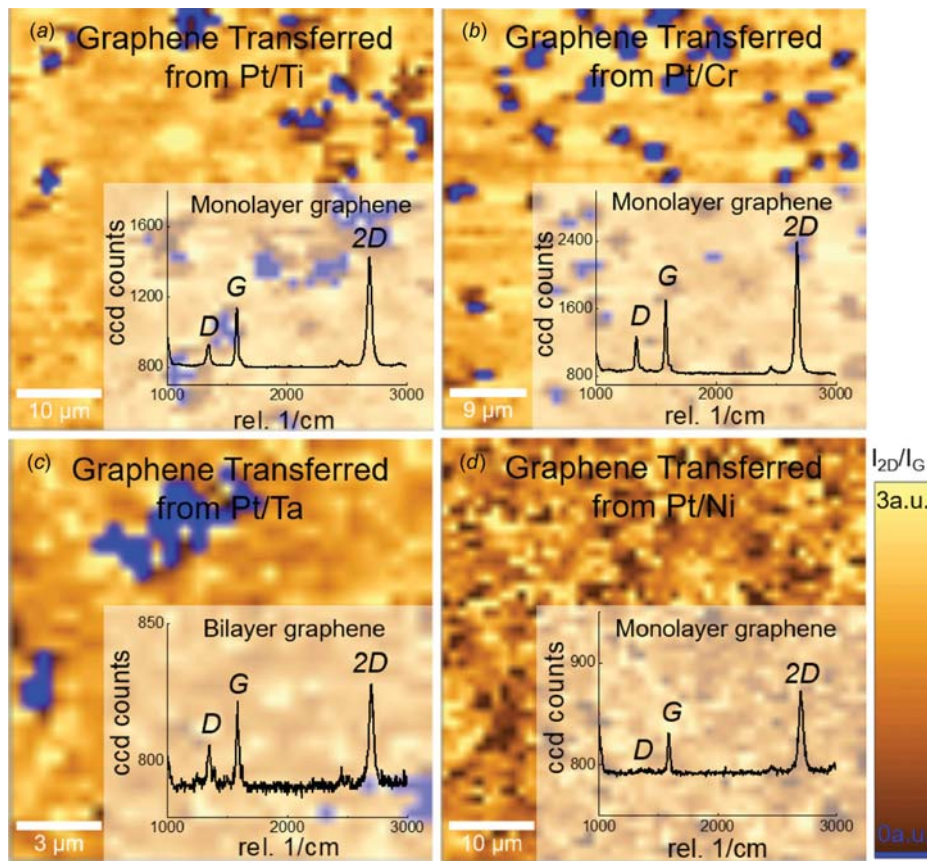 (a) Graphene Transferred
from Pt/Ti
Monolayer graphene
2D
G
D
ccd counts
1600
1200
800
1000
2000
3000
rel. 1/cm
10 µm
(b) Graphene Transferred
from Pt/Cr
Monolayer graphene
2D
G
D
ccd counts
2400
1600
800
1000
2000
3000
rel. 1/cm
9 µm
(c) Graphene Transferred
from Pt/Ta
Bilayer graphene
2D
G
D
ccd counts
850
800
1000
2000
3000
rel. 1/cm
3 µm
(d) Graphene Transferred
from Pt/Ni
Monolayer graphene
2D
G
D
ccd counts
900
800
1000
2000
3000
rel. 1/cm
10 µm
I2D/IG
3a.u.
0a.u.